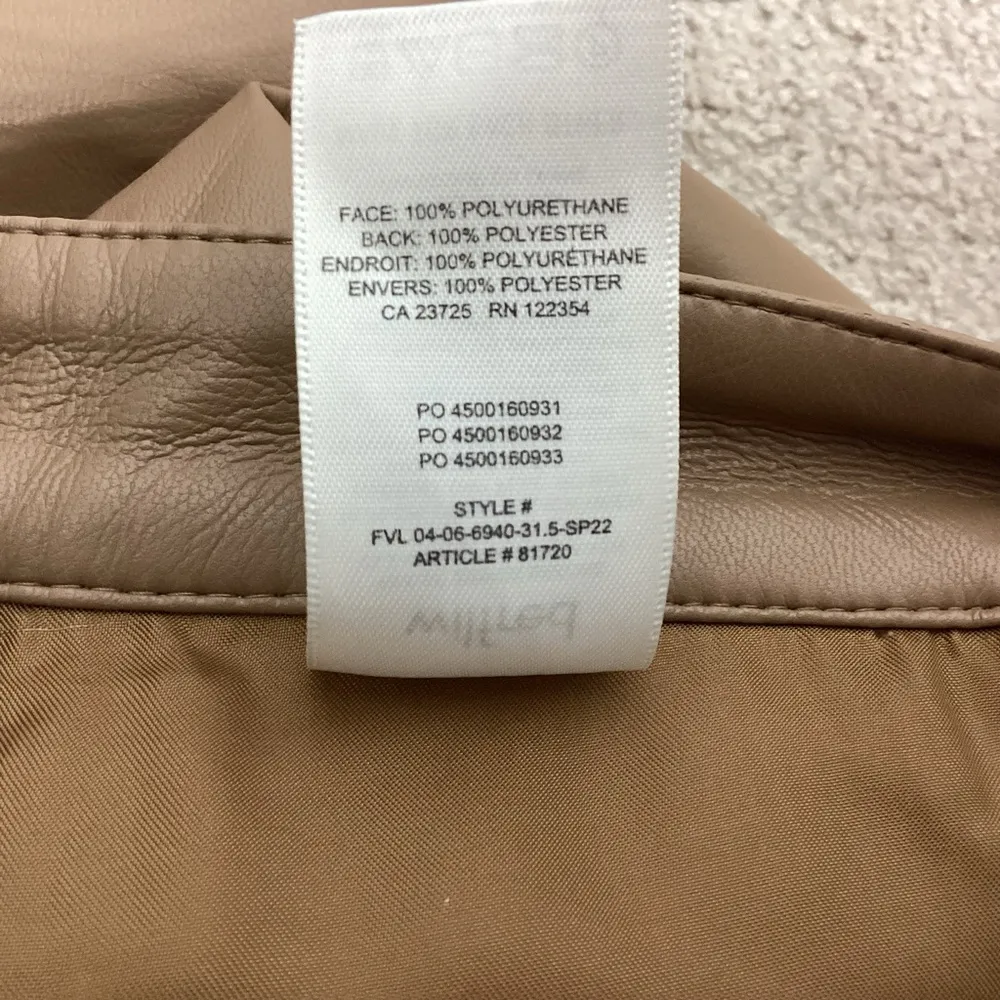 FACE: 100% POLYURETHANE
BACK: 100% POLYESTER
ENDROIT: 100% POLYURÉTHANE
ENVERS: 100% POLYESTER
CA 23725 RN 122354
PO 4500160931
PO 4500160932
PO 4500160933
STYLE #
FVL 04-06-6940-31.5-SP22
ARTICLE # 81720
wilfred